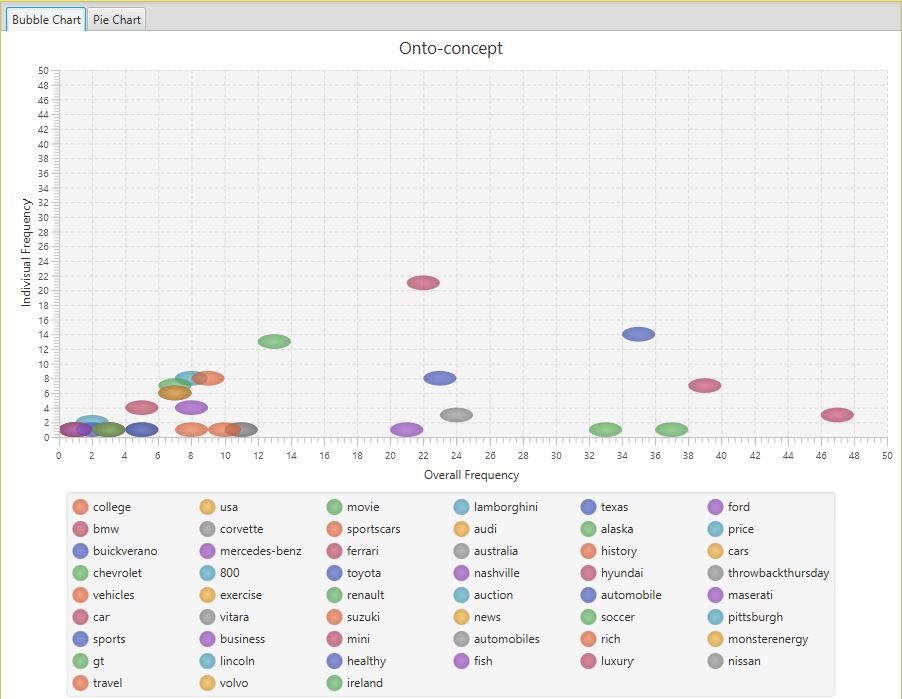 Bubble Chart Pie Chart
Onto-concept
50
48
46
44
42
40
38
36
34
32
30
28
26
24
22
20
18
16
14
12
10
8
6
4
2
0
Indivisual Frequency
0 2 4 6 8 10 12 14 16 18 20 22 24 26 28 30 32 34 36 38 40 42 44 46 48 50
Overall Frequency
college usa movie lamborghini texas ford
bmw corvette sportscars audi alaska price
buickverano mercedes-benz ferrari australia history cars
chevrolet 800 toyota nashville hyundai throwbackthursday
vehicles exercise renault auction automobile maserati
car vitara suzuki news soccer pittsburgh
sports business mini automobiles rich monsterenergy
gt lincoln healthy fish luxury nissan
travel volvo ireland